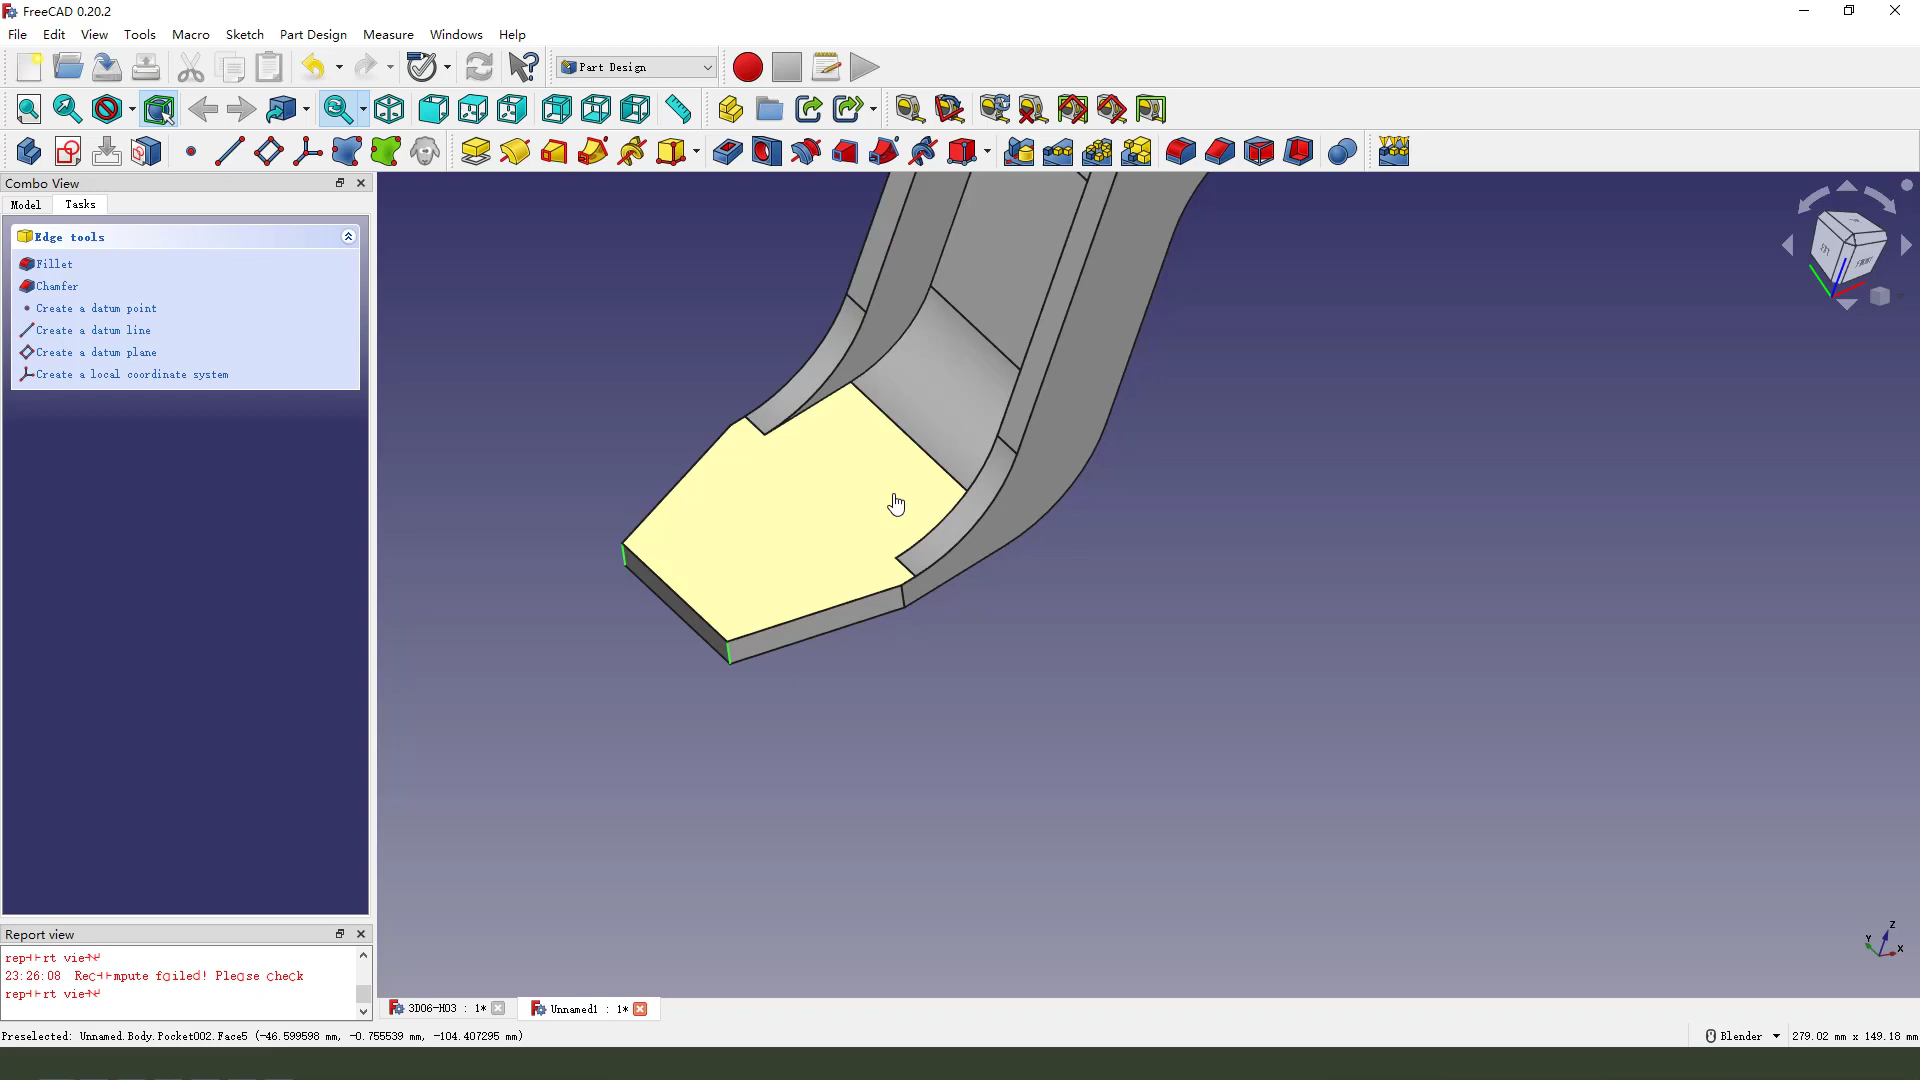 FreeCAD 0.20.2
File Edit View Tools Macro Sketch Part Design Measure Windows Help
Part Design
Combo View
Model Tasks
Edge tools
Fillet
Chamfer
Create a datum point
Create a datum line
Create a datum plane
Create a local coordinate system
Report view
23:26:08
3D06-H03 : 1*
Unnamed1 : 1*
Preselected: Unnamed.Body.Pocket002.Face5 (-46.599598 mm, -0.755539 mm, -104.407295 mm)
Blender
279.02 mm x 149.18 mm
Z
Y
X